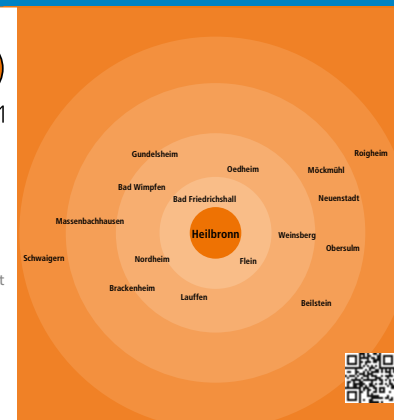 1
Roigheim
Gundelsheim
Oedheim
Möckmühl
Bad Wimpfen
Bad Friedrichshall
Neuenstadt
Massenbachhausen
Heilbronn
Weinsberg
Obersulm
Schwaigern
Nordheim
Flein
t
Brackenheim
Lauffen
Beilstein